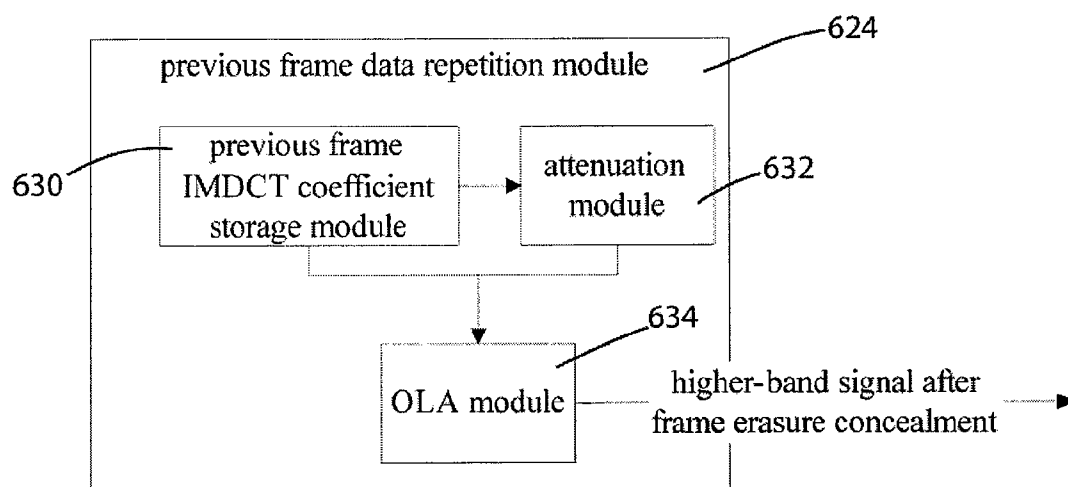 624
previous frame data repetition module
630
previous frame
IMDCT coefficient
storage module
attenuation
module
632
634
OLA module
higher-band signal after
frame erasure concealment